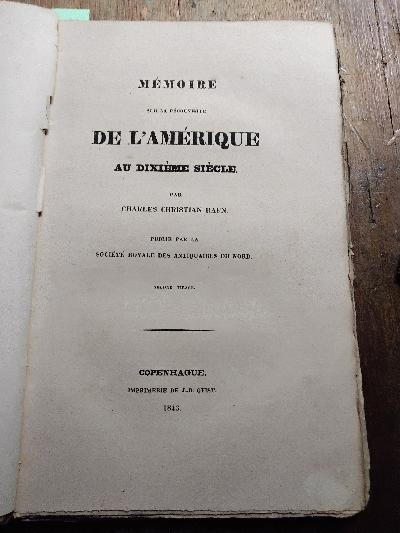 MÉMOIRE
SUR LA DÉCOUVERTE
DE L'AMÉRIQUE
AU DIXIÈME SIÈCLE.
PAR
CHARLES CHRISTIAN RAFN.
PUBLIÉ PAR LA
SOCIÉTÉ ROYALE DES ANTIQUAIRES DU NORD.
SECOND TIRAGE.
COPENHAGUE.
IMPRIMERIE DE J.-D. QVIST.
1843.